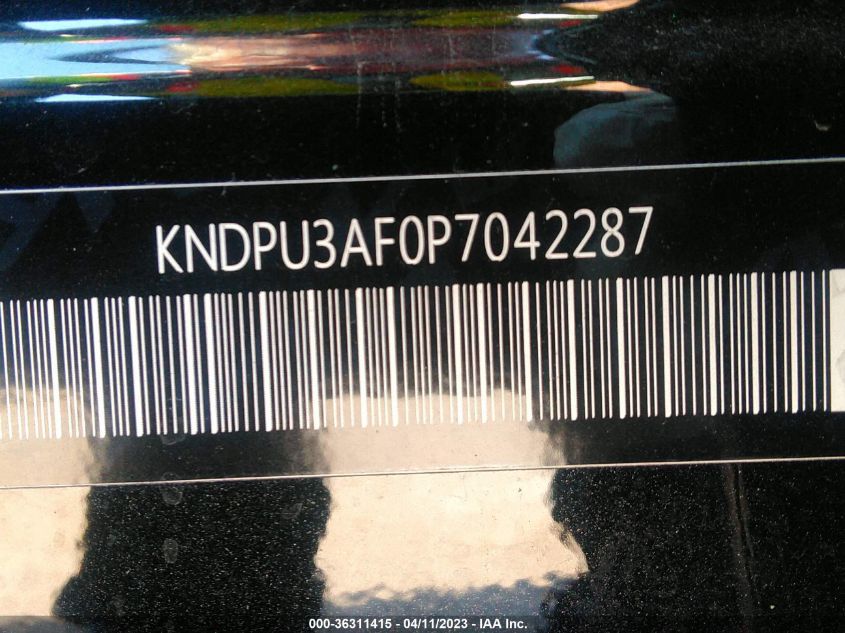 KNDPU3AF0P7042287
000-36311415 - 04/11/2023 - IAA Inc.